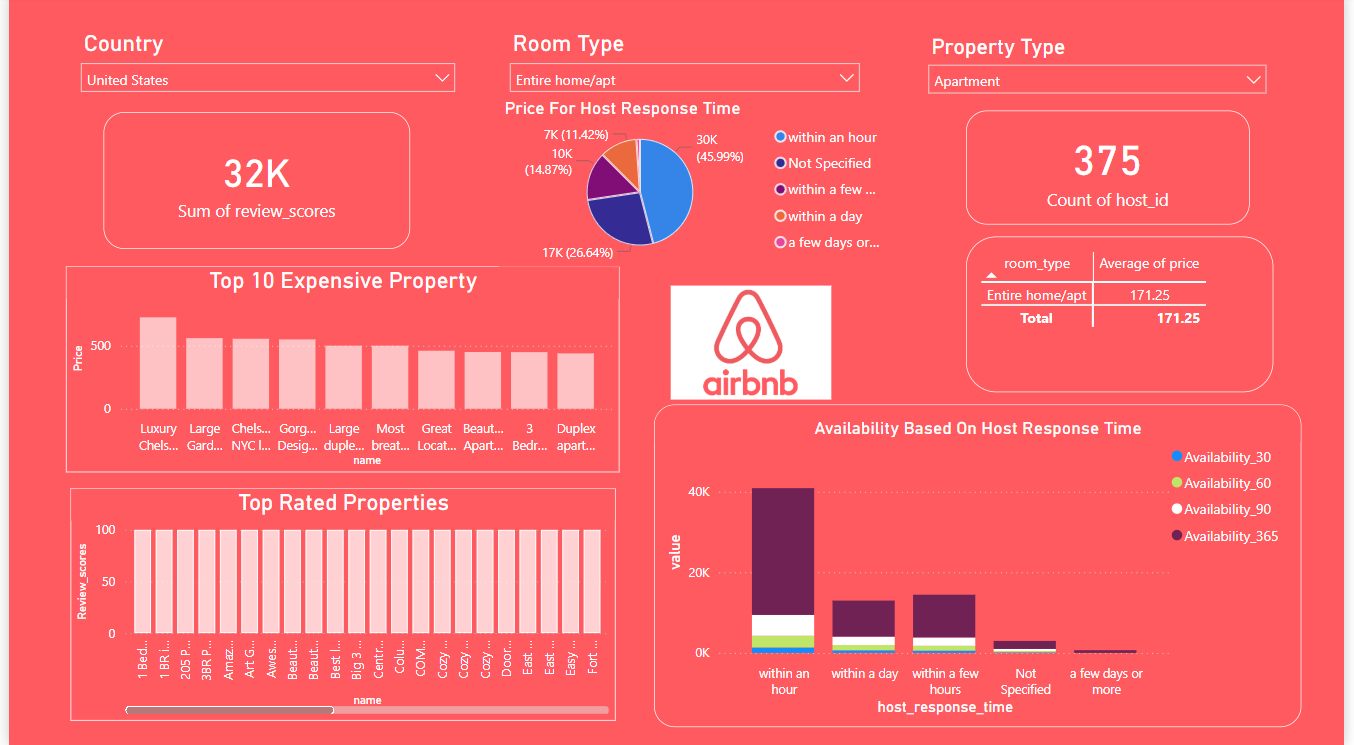 Country
United States
Room Type
Entire home/apt
Property Type
Apartment
32K
Sum of review_scores
Price For Host Response Time
7K (11.42%)
10K
(14.87%)
17K (26.64%)
30K
(45.99%)
within an hour
Not Specified
within a few ...
within a day
a few days or...
375
Count of host_id
room_type Average of price
Entire home/apt 171.25
Total 171.25
Top 10 Expensive Property
Price
500
0
Luxury Chels...
Large Gard...
Chels... NYC l...
Gorg... Desig...
Large duple...
Most breat...
Great Locat...
Beaut... Apart...
3 Bedr...
Duplex apart...
name
airbnb
Top Rated Properties
Review_scores
100
50
0
1 Bed...
1 BR i...
205 P...
3BR P...
Amaz...
Art G...
Awes...
Beaut...
Beaut...
Best l...
Big 3 ...
Centr...
Colu...
COM...
Cozy ...
Cozy ...
Cozy ...
Door...
East ...
East ...
Easy ...
Fort ...
name
Availability Based On Host Response Time
Availability_30
Availability_60
Availability_90
Availability_365
value
40K
20K
0K
within an hour
within a day
within a few hours
Not Specified
a few days or more
host_response_time